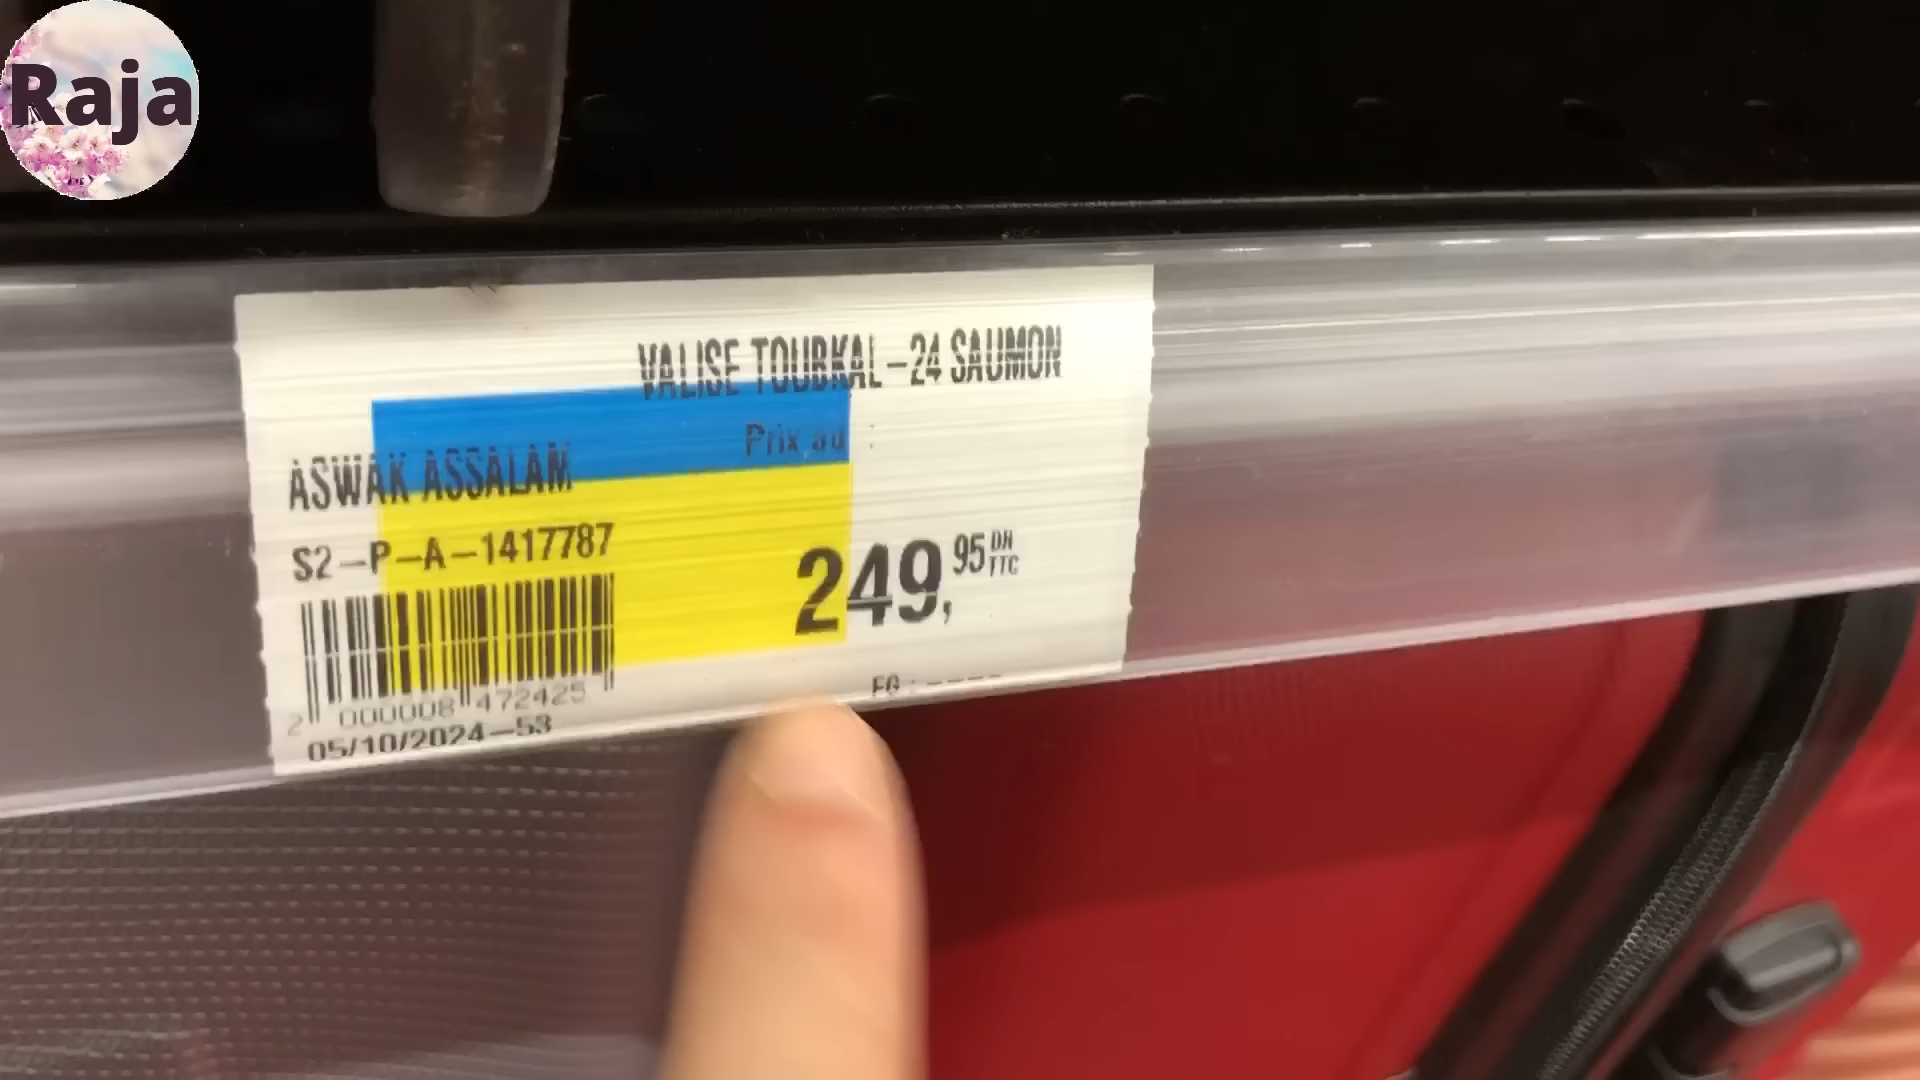 Raja
VALISE TOUBKAL-24 SAUMON
Prix au :
ASWAK ASSALAM
S2-P-A-1417787
249,95 DH
TTC
2 000008 472425
05/10/2024-53